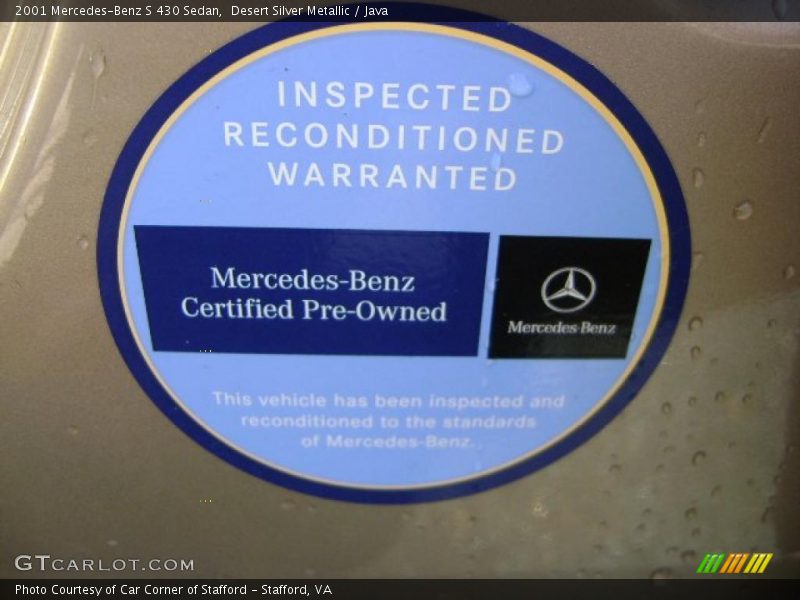 2001 Mercedes-Benz S 430 Sedan, Desert Silver Metallic / Java
INSPECTED
RECONDITIONED
WARRANTED
Mercedes-Benz
Certified Pre-Owned
Mercedes-Benz
This vehicle has been inspected and
reconditioned to the standards
of Mercedes-Benz.
GTCARLOT.COM
Photo Courtesy of Car Corner of Stafford - Stafford, VA